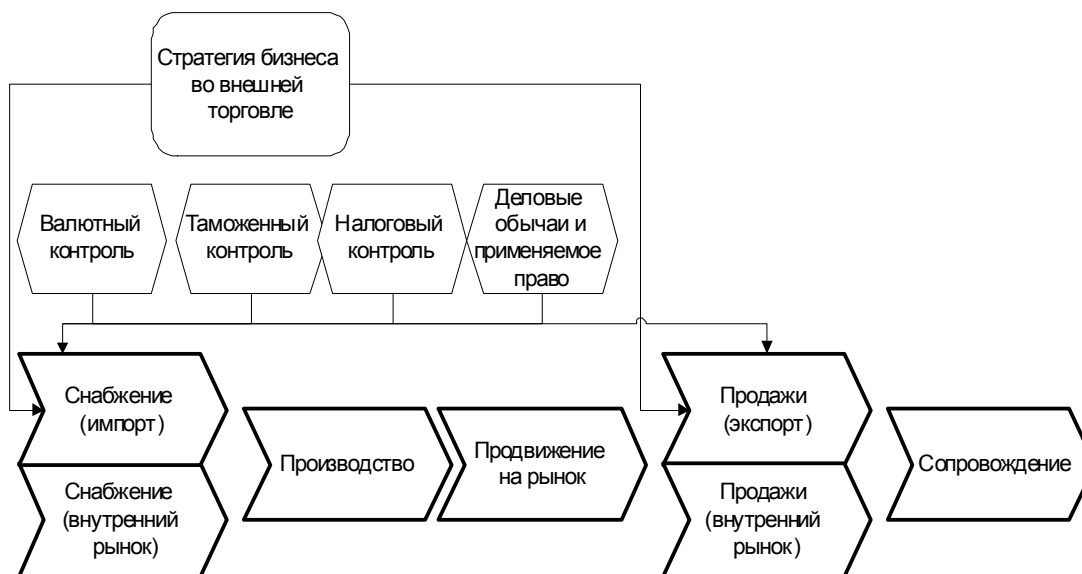 Стратегия бизнеса
во внешней
торговле
Валютный
контроль
Таможенный
контроль
Налоговый
контроль
Деловые
обычаи и
применяемое
право
Снабжение
(импорт)
Снабжение
(внутренний
рынок)
Производство
Продвижение
на рынок
Продажи
(экспорт)
Продажи
(внутренний
рынок)
Сопровождение